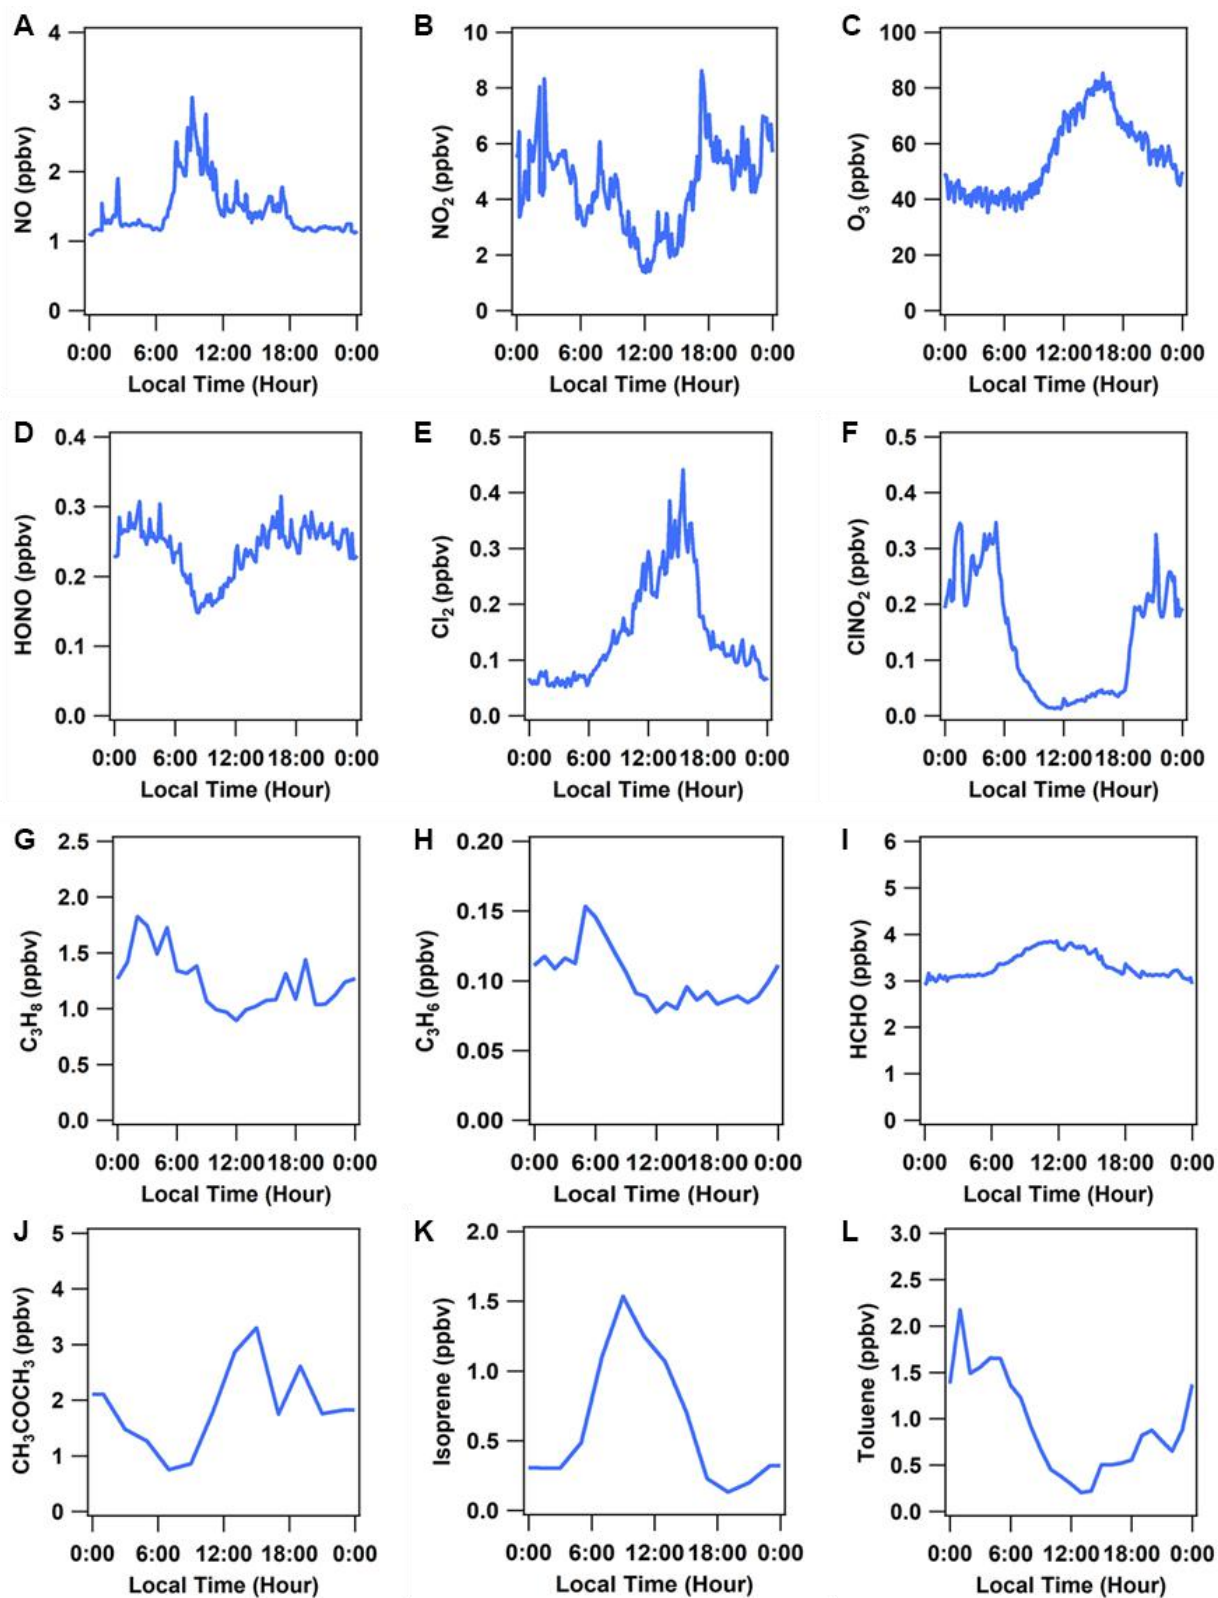 A
NO (ppbv)
4
3
2
1
0
0:00 6:00 12:00 18:00 0:00
Local Time (Hour)
B
NO₂ (ppbv)
10
8
6
4
2
0
0:00 6:00 12:00 18:00 0:00
Local Time (Hour)
C
O₃ (ppbv)
100
80
60
40
20
0
0:00 6:00 12:00 18:00 0:00
Local Time (Hour)
D
HONO (ppbv)
0.4
0.3
0.2
0.1
0.0
0:00 6:00 12:00 18:00 0:00
Local Time (Hour)
E
Cl₂ (ppbv)
0.5
0.4
0.3
0.2
0.1
0.0
0:00 6:00 12:00 18:00 0:00
Local Time (Hour)
F
ClNO₂ (ppbv)
0.5
0.4
0.3
0.2
0.1
0.0
0:00 6:00 12:00 18:00 0:00
Local Time (Hour)
G
C₃H₈ (ppbv)
2.5
2.0
1.5
1.0
0.5
0.0
0:00 6:00 12:00 18:00 0:00
Local Time (Hour)
H
C₃H₆ (ppbv)
0.20
0.15
0.10
0.05
0.00
0:00 6:00 12:00 18:00 0:00
Local Time (Hour)
I
HCHO (ppbv)
6
5
4
3
2
1
0
0:00 6:00 12:00 18:00 0:00
Local Time (Hour)
J
CH₃COCH₃ (ppbv)
5
4
3
2
1
0
0:00 6:00 12:00 18:00 0:00
Local Time (Hour)
K
Isoprene (ppbv)
2.0
1.5
1.0
0.5
0.0
0:00 6:00 12:00 18:00 0:00
Local Time (Hour)
L
Toluene (ppbv)
3.0
2.5
2.0
1.5
1.0
0.5
0.0
0:00 6:00 12:00 18:00 0:00
Local Time (Hour)